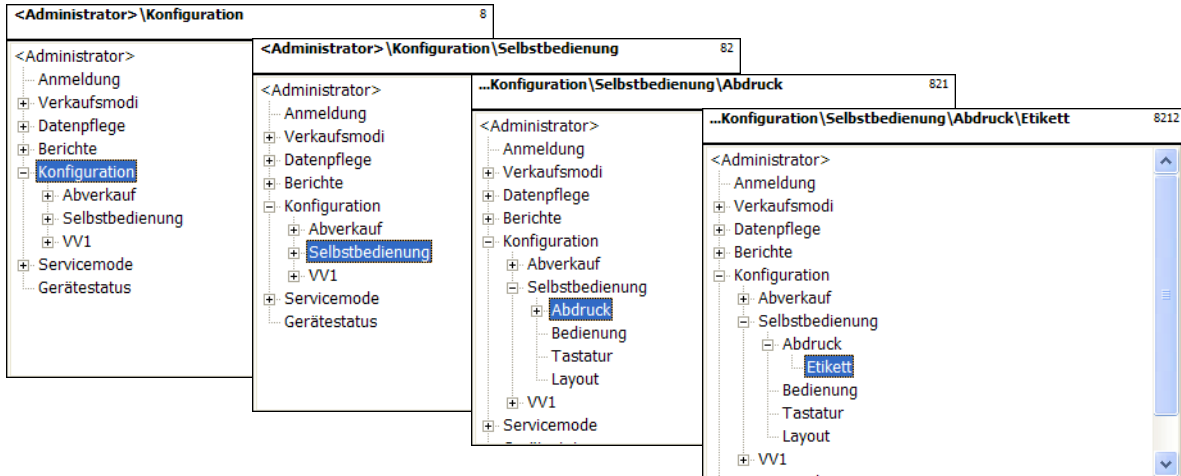 <Administrator>\Konfiguration 8
<Administrator>
Anmeldung
Verkaufsmodi
Datenpflege
Berichte
Konfiguration
Abverkauf
Selbstbedienung
VV1
Servicemode
Gerätestatus
<Administrator>\Konfiguration\Selbstbedienung 82
<Administrator>
Anmeldung
Verkaufsmodi
Datenpflege
Berichte
Konfiguration
Abverkauf
Selbstbedienung
VV1
Servicemode
Gerätestatus
...Konfiguration\Selbstbedienung\Abdruck 821
<Administrator>
Anmeldung
Verkaufsmodi
Datenpflege
Berichte
Konfiguration
Abverkauf
Selbstbedienung
Abdruck
Bedienung
Tastatur
Layout
VV1
Servicemode
...Konfiguration\Selbstbedienung\Abdruck\Etikett 8212
<Administrator>
Anmeldung
Verkaufsmodi
Datenpflege
Berichte
Konfiguration
Abverkauf
Selbstbedienung
Abdruck
Etikett
Bedienung
Tastatur
Layout
VV1